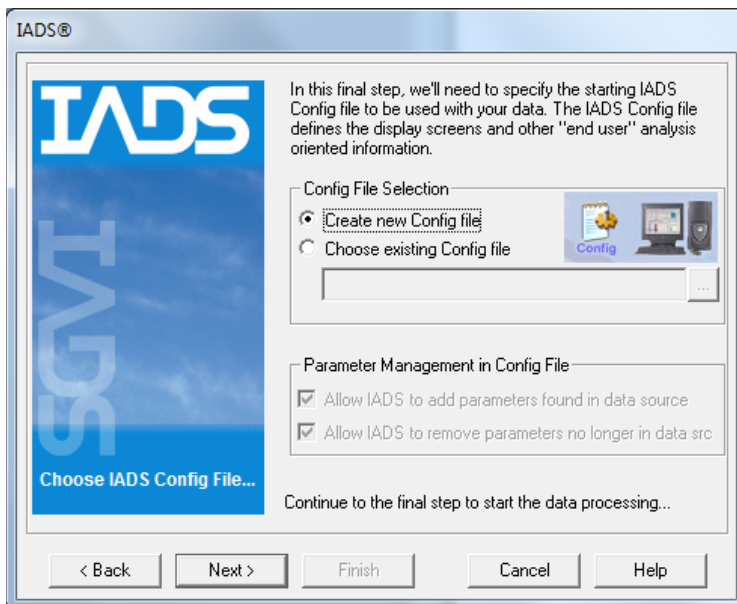 IADS®
IADS
SGVI
Choose IADS Config File...
In this final step, we'll need to specify the starting IADS
Config file to be used with your data. The IADS Config file
defines the display screens and other "end user" analysis
oriented information.
Config File Selection
Create new Config file
Choose existing Config file
Config
...
Parameter Management in Config File
Allow IADS to add parameters found in data source
Allow IADS to remove parameters no longer in data src
Continue to the final step to start the data processing...
< Back
Next >
Finish
Cancel
Help